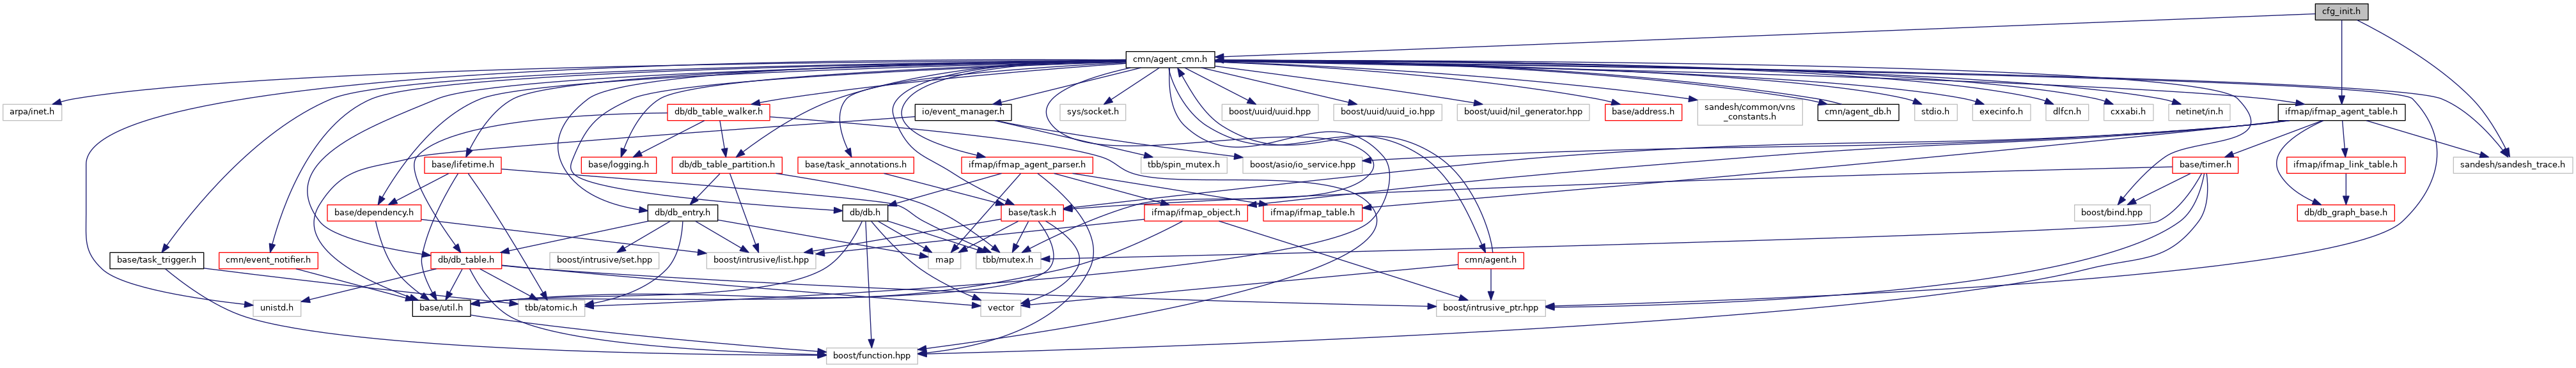 cfg_init.h
cmn/agent_cmn.h
arpa/inet.h
db/db_table_walker.h
io/event_manager.h
sys/socket.h
boost/uuid/uuid.hpp
boost/uuid/uuid_io.hpp
boost/uuid/nil_generator.hpp
base/address.h
sandesh/common/vns
_constants.h
cmn/agent_db.h
stdio.h
execinfo.h
dlfcn.h
cxxabi.h
netinet/in.h
ifmap/ifmap_agent_table.h
base/lifetime.h
base/logging.h
db/db_table_partition.h
base/task_annotations.h
ifmap/ifmap_agent_parser.h
tbb/spin_mutex.h
boost/asio/io_service.hpp
base/timer.h
ifmap/ifmap_link_table.h
sandesh/sandesh_trace.h
base/dependency.h
db/db_entry.h
db/db.h
base/task.h
ifmap/ifmap_object.h
ifmap/ifmap_table.h
boost/bind.hpp
db/db_graph_base.h
base/task_trigger.h
cmn/event_notifier.h
db/db_table.h
boost/intrusive/set.hpp
boost/intrusive/list.hpp
map
tbb/mutex.h
cmn/agent.h
unistd.h
base/util.h
tbb/atomic.h
vector
boost/intrusive_ptr.hpp
boost/function.hpp